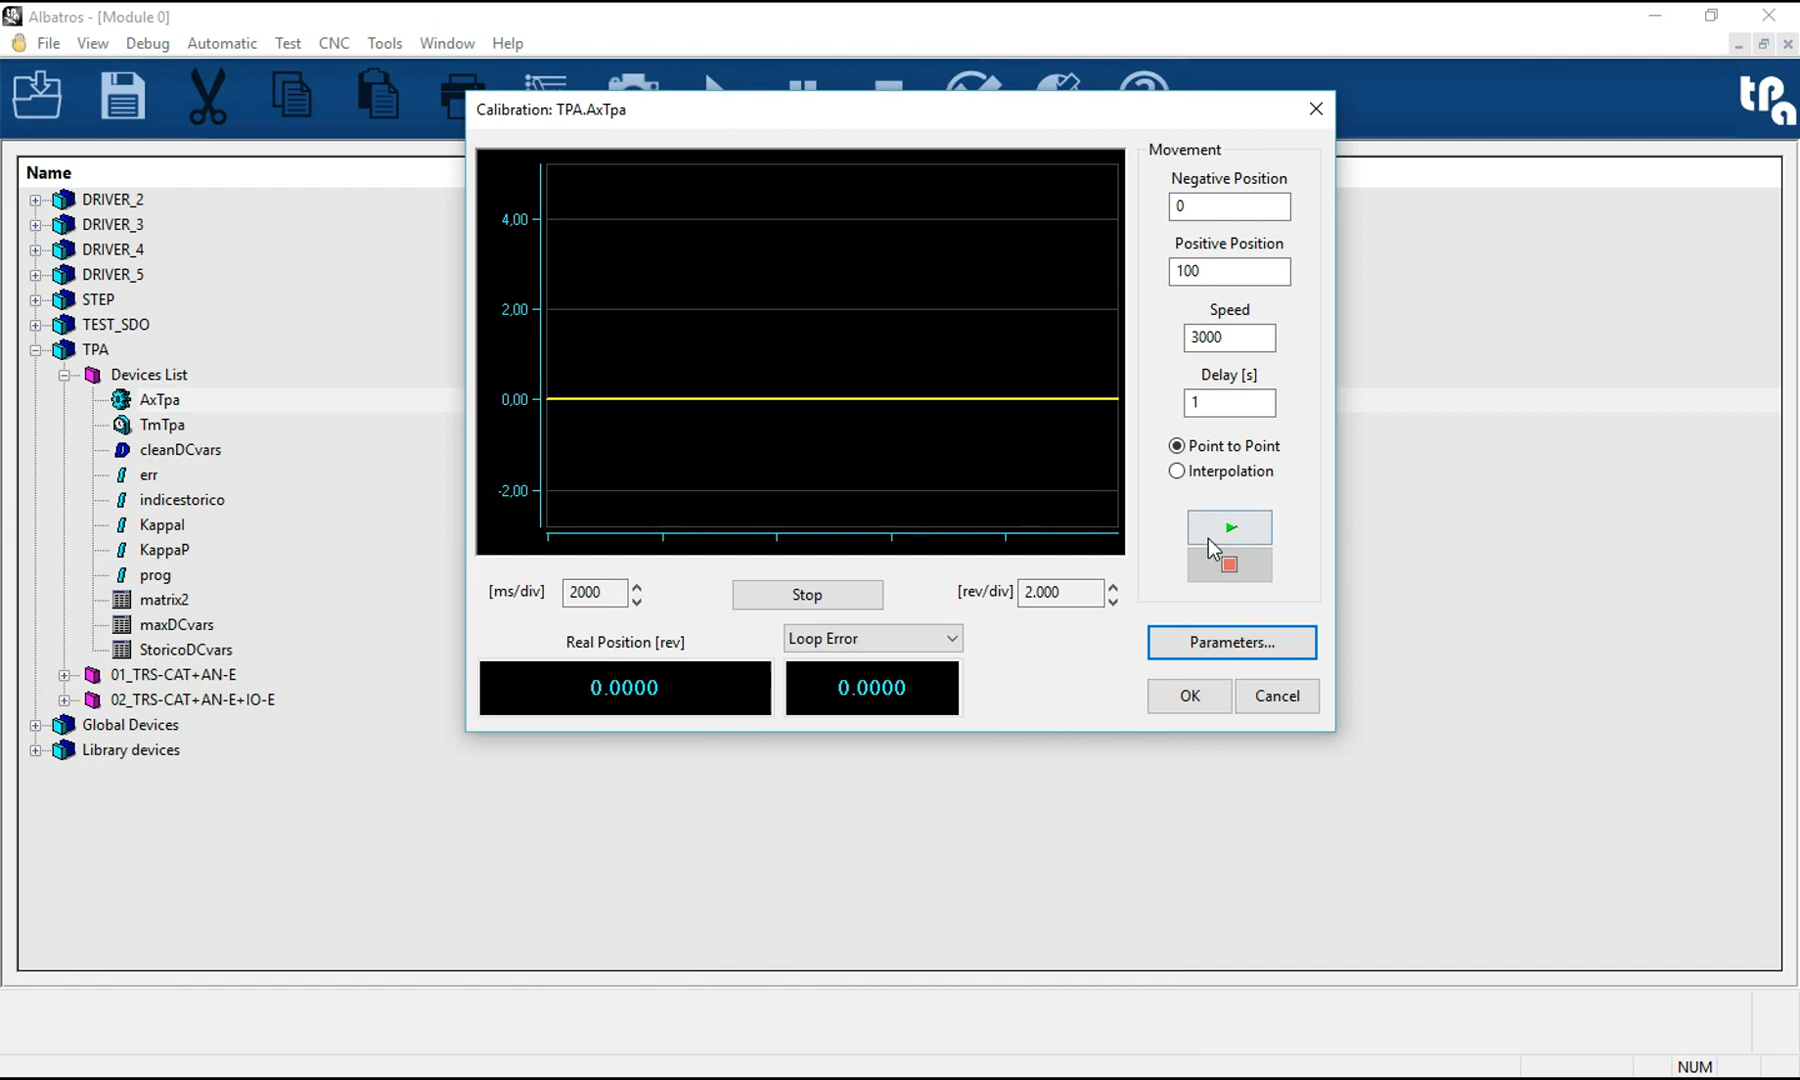 Albatros - [Module 0]
File View Debug Automatic Test CNC Tools Window Help
tpa
Calibration: TPA.AxTpa
Name
DRIVER_2
DRIVER_3
DRIVER_4
DRIVER_5
STEP
TEST_SDO
TPA
Devices List
AxTpa
TmTpa
cleanDCvars
err
indicestorico
KappaI
KappaP
prog
matrix2
maxDCvars
StoricoDCvars
01_TRS-CAT+AN-E
02_TRS-CAT+AN-E+IO-E
Global Devices
Library devices
4,00
2,00
0,00
-2,00
[ms/div] 2000 Stop [rev/div] 2.000
Real Position [rev] Loop Error
0.0000 0.0000
Movement
Negative Position
0
Positive Position
100
Speed
3000
Delay [s]
1
Point to Point
Interpolation
Parameters...
OK Cancel
NUM